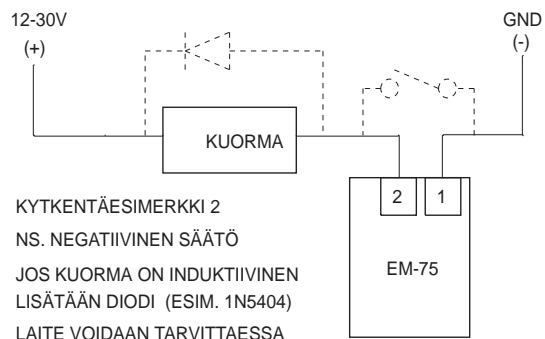 12-30V
(+)
GND
(-)
KUORMA
2
1
EM-75
KYTKENTÄESIMERKKI 2
NS. NEGATIIVINEN SÄÄTÖ
JOS KUORMA ON INDUKTIIVINEN
LISÄTÄÄN DIODI (ESIM. 1N5404)
LAITE VOIDAAN TARVITTAESSA